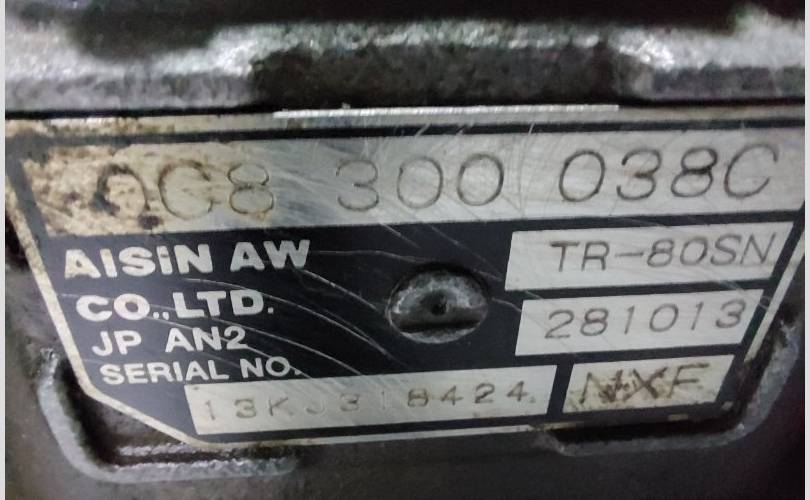 0C8 300 038C
AISIN AW
CO.,LTD.
JP AN2
SERIAL NO.
TR-80SN
281013
13KJ318424
NXF